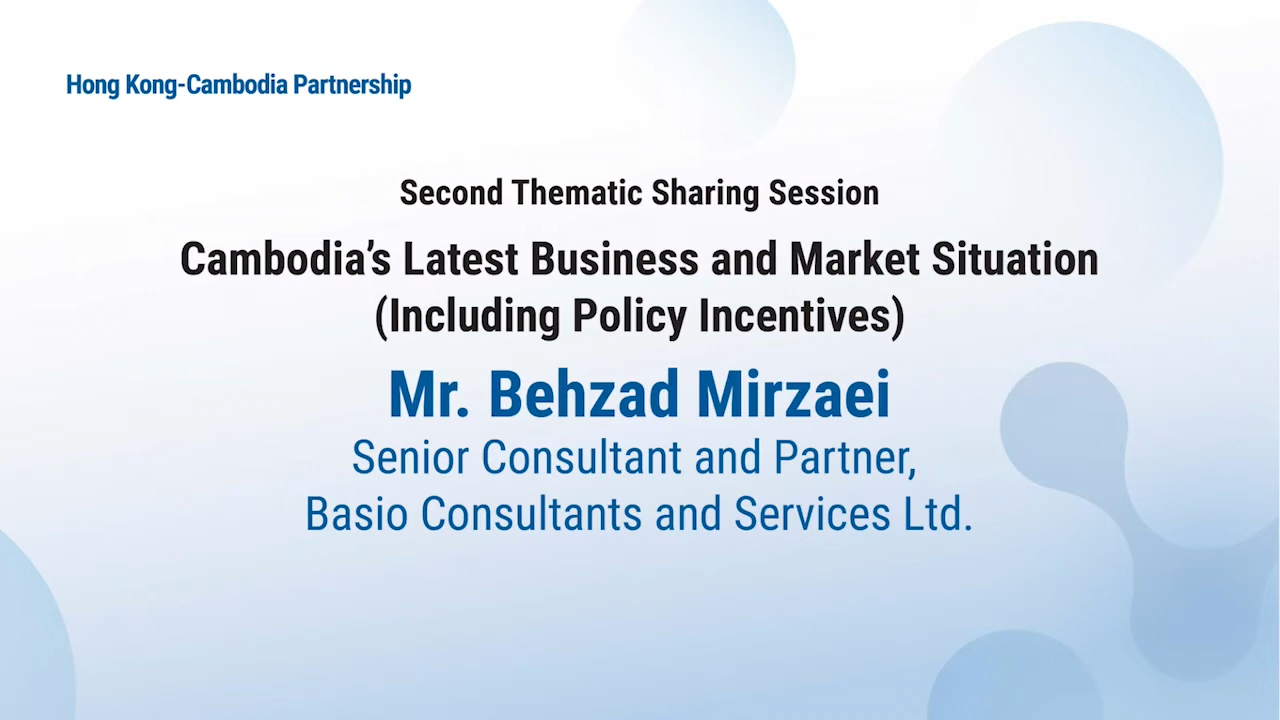 Hong Kong-Cambodia Partnership
Second Thematic Sharing Session
Cambodia’s Latest Business and Market Situation
(Including Policy Incentives)
Mr. Behzad Mirzaei
Senior Consultant and Partner,
Basio Consultants and Services Ltd.